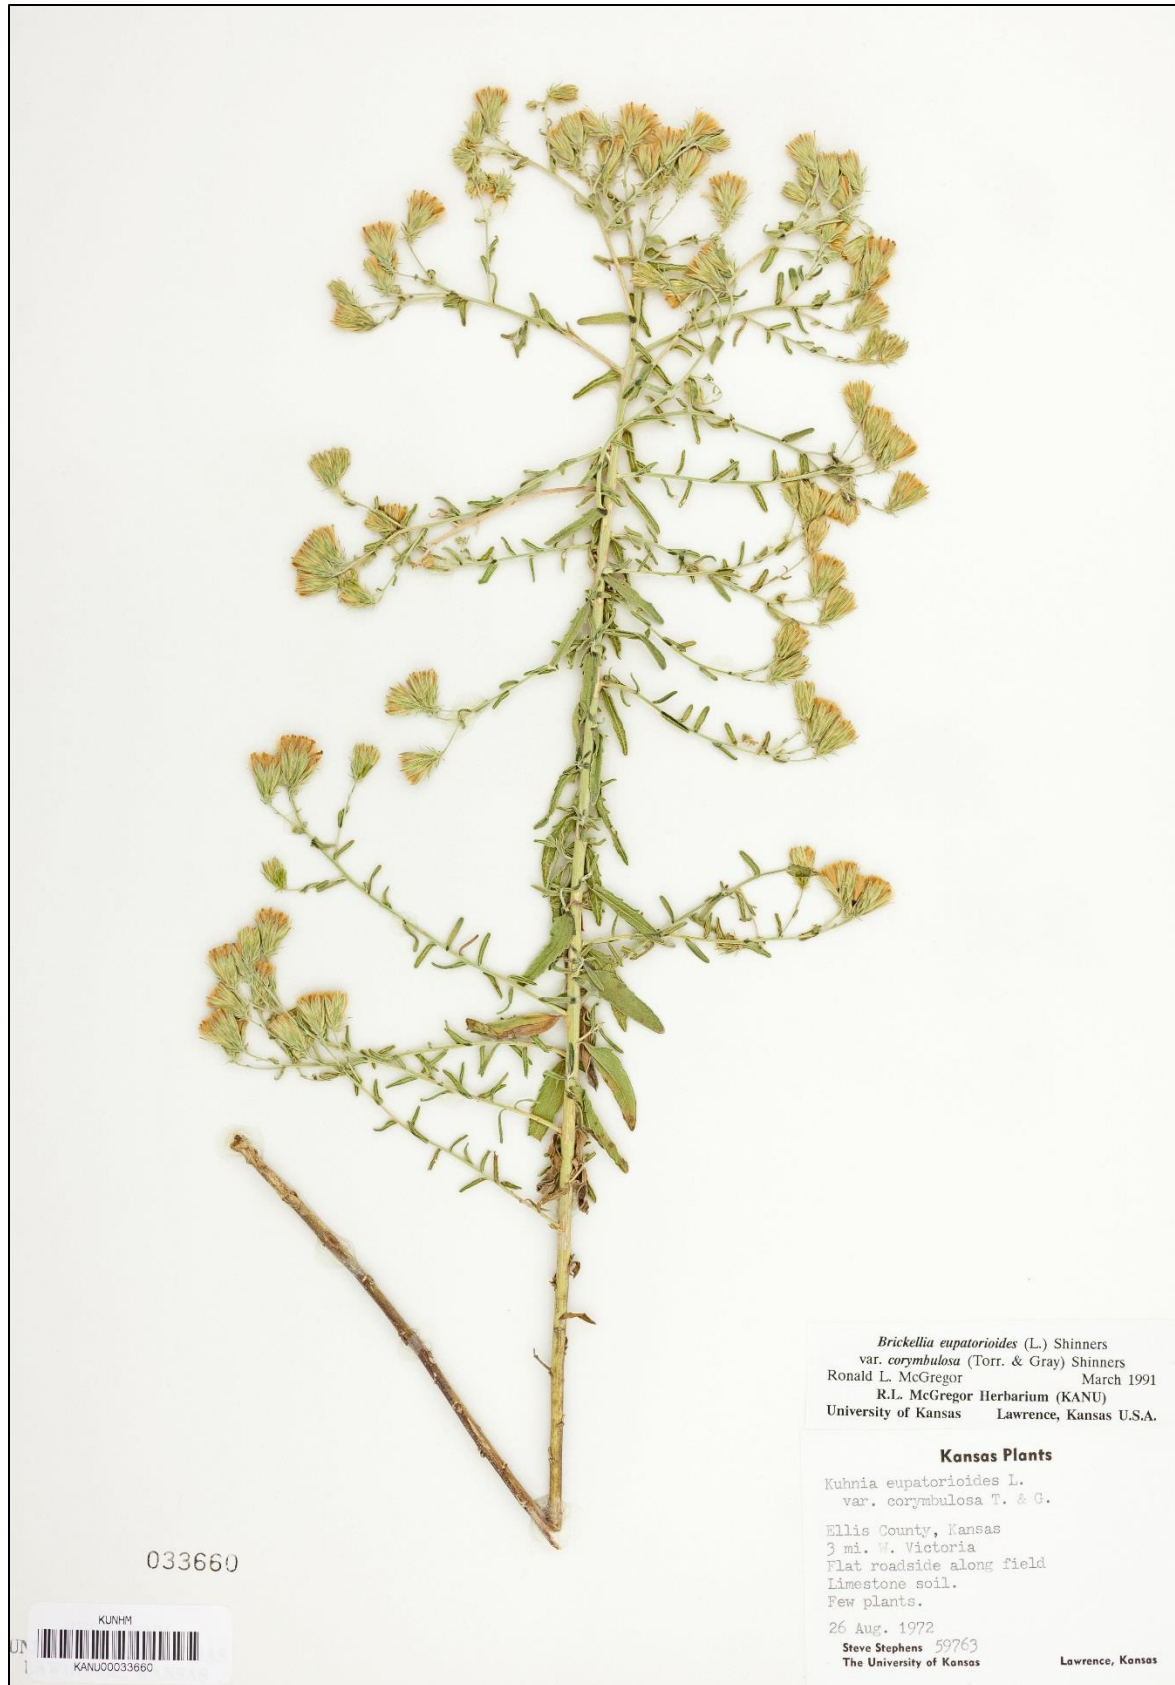 Brickellia eupatorioides (L.) Shinners
var. corymbulosa (Torr. & Gray) Shinners
Ronald L. McGregor March 1991
R.L. McGregor Herbarium (KANU)
University of Kansas Lawrence, Kansas U.S.A.
Kansas Plants
Kuhnia eupatorioides L.
var. corymbulosa T. & G.
Ellis County, Kansas
3 mi. W. Victoria
Flat roadside along field
Limestone soil.
Few plants.
26 Aug. 1972
Steve Stephens 59763
The University of Kansas Lawrence, Kansas
033660
KUNHM
KANU00033660